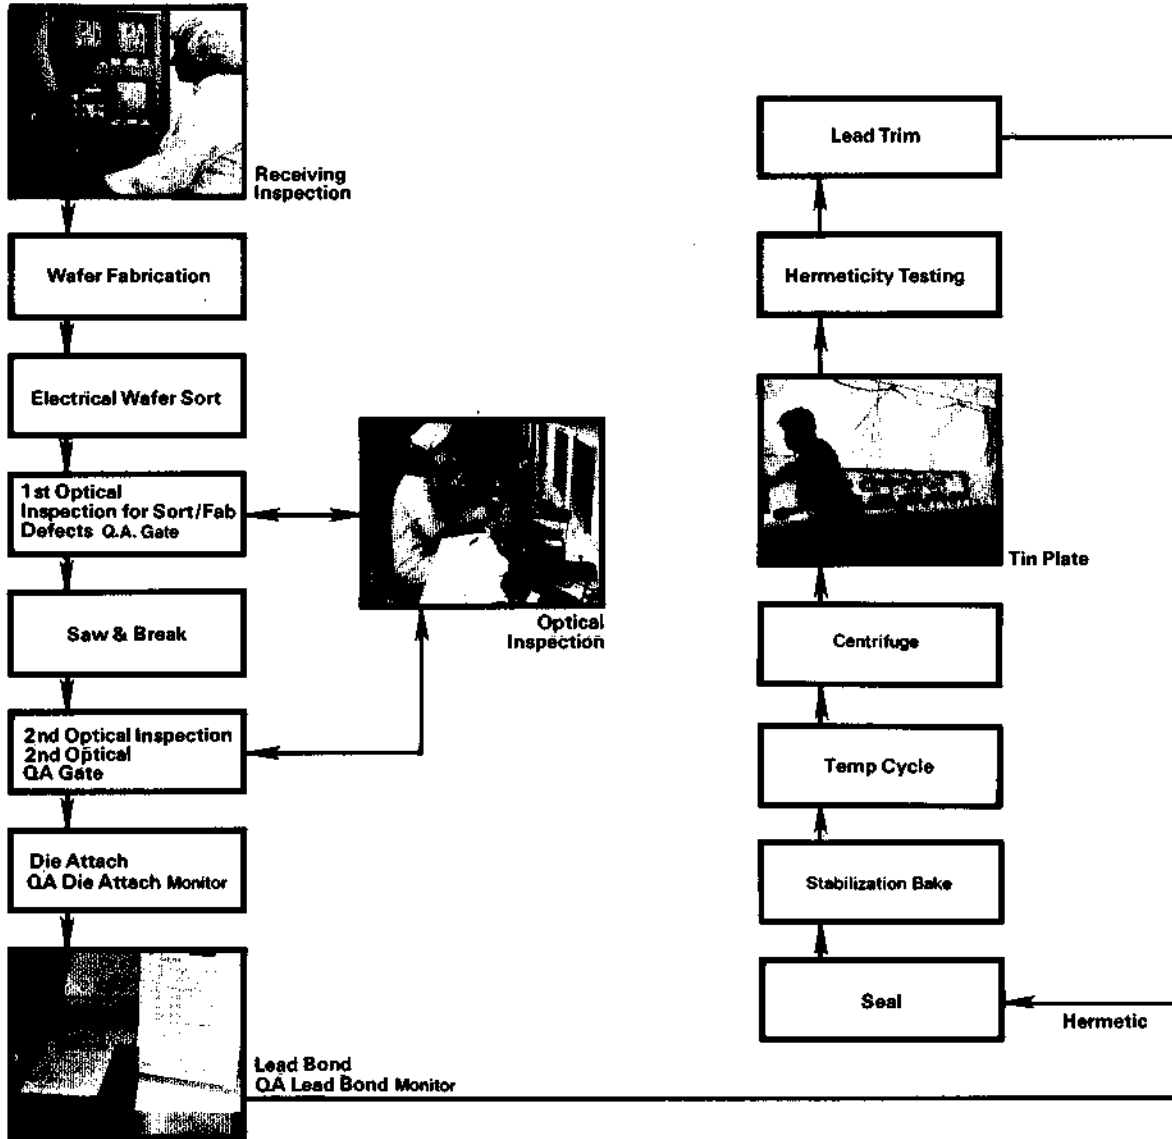 Receiving
Inspection
Wafer Fabrication
Electrical Wafer Sort
1st Optical
Inspection for Sort/Fab
Defects Q.A. Gate
Saw & Break
2nd Optical Inspection
2nd Optical
QA Gate
Die Attach
QA Die Attach Monitor
Lead Bond
QA Lead Bond Monitor
Optical
Inspection
Lead Trim
Hermeticity Testing
Tin Plate
Centrifuge
Temp Cycle
Stabilization Bake
Seal
Hermetic